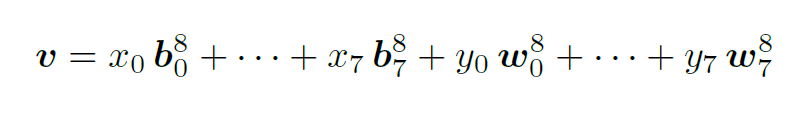 𝒗 = x₀ 𝒃₀⁸ + ⋯ + x₇ 𝒃₇⁸ + y₀ 𝒘₀⁸ + ⋯ + y₇ 𝒘₇⁸